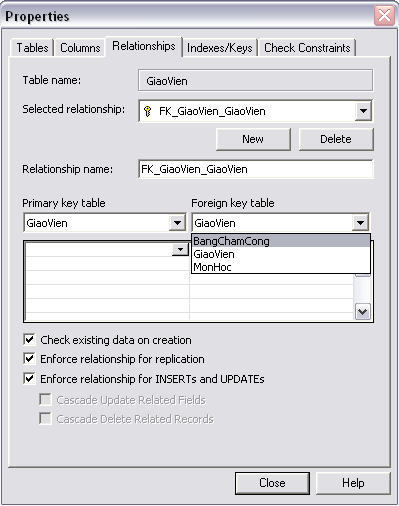 Properties
Tables Columns Relationships Indexes/Keys Check Constraints
Table name: GiaoVien
Selected relationship: FK_GiaoVien_GiaoVien
New Delete
Relationship name: FK_GiaoVien_GiaoVien
Primary key table Foreign key table
GiaoVien GiaoVien
BangChamCong
GiaoVien
MonHoc
Check existing data on creation
Enforce relationship for replication
Enforce relationship for INSERTs and UPDATEs
Cascade Update Related Fields
Cascade Delete Related Records
Close Help